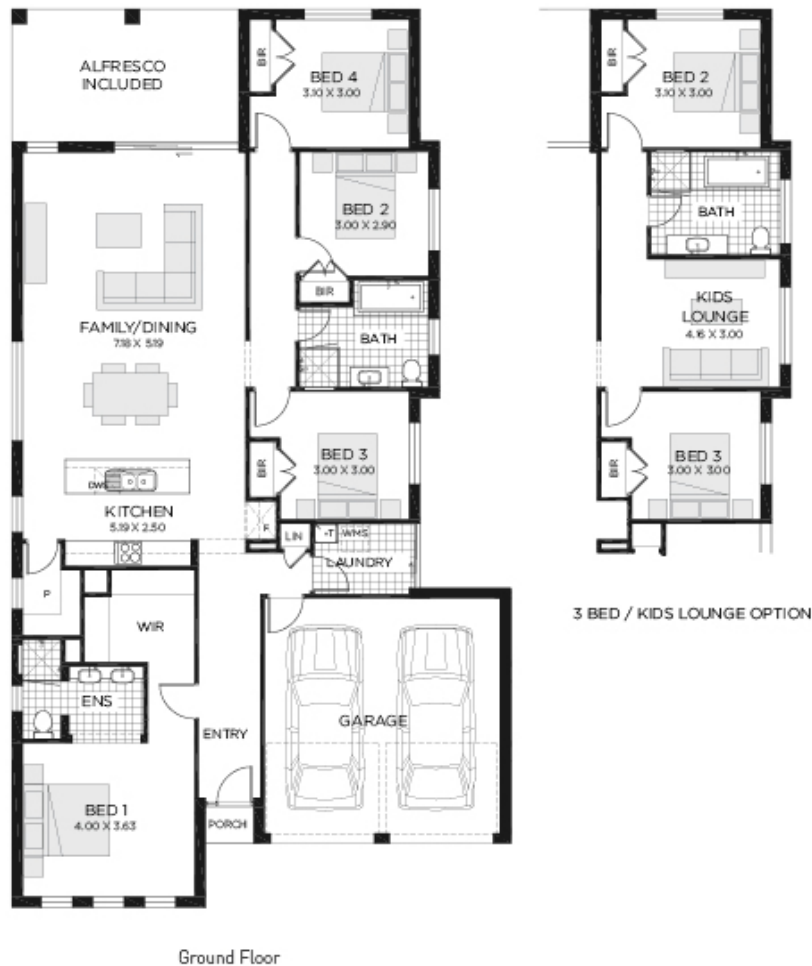 ALFRESCO
INCLUDED
BIR
BED 4
3.10 X 3.00
BED 2
3.00 X 2.90
BIR
BATH
FAMILY/DINING
7.18 X 5.19
BIR
BED 3
3.00 X 3.00
DW
KITCHEN
5.19 X 2.50
F
LIN
T
WMS
LAUNDRY
P
WIR
ENS
ENTRY
GARAGE
BED 1
4.00 X 3.63
PORCH
Ground Floor
BIR
BED 2
3.10 X 3.00
BATH
KIDS
LOUNGE
4.16 X 3.00
BIR
BED 3
3.00 X 3.00
3 BED / KIDS LOUNGE OPTION